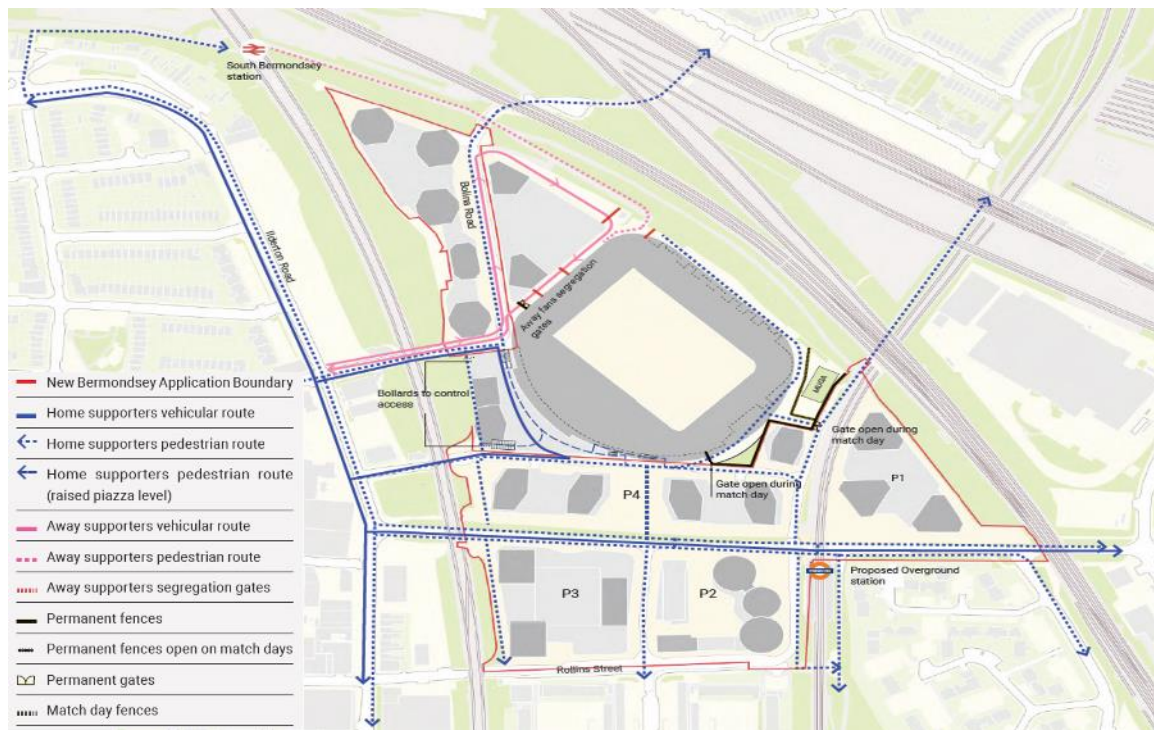 South Bermondsey
station
Bolina Road
Ilderton Road
Away fans segregation
gates
Bollards to control
access
MUGA
Gate open during
match day
Gate open during
match day
P1
P4
P3
P2
Proposed Overground
station
Rollins Street
New Bermondsey Application Boundary
Home supporters vehicular route
Home supporters pedestrian route
Home supporters pedestrian route
(raised piazza level)
Away supporters vehicular route
Away supporters pedestrian route
Away supporters segregation gates
Permanent fences
Permanent fences open on match days
Permanent gates
Match day fences